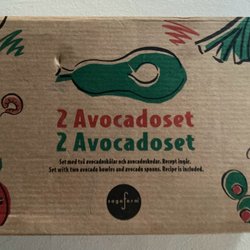 2 Avocadoset
2 Avocadoset
Set med två avocadoskålar och avocadoskedar. Recept ingår.
Set with two avocado bowles and avocado spoons. Recipe is included.
sagaform